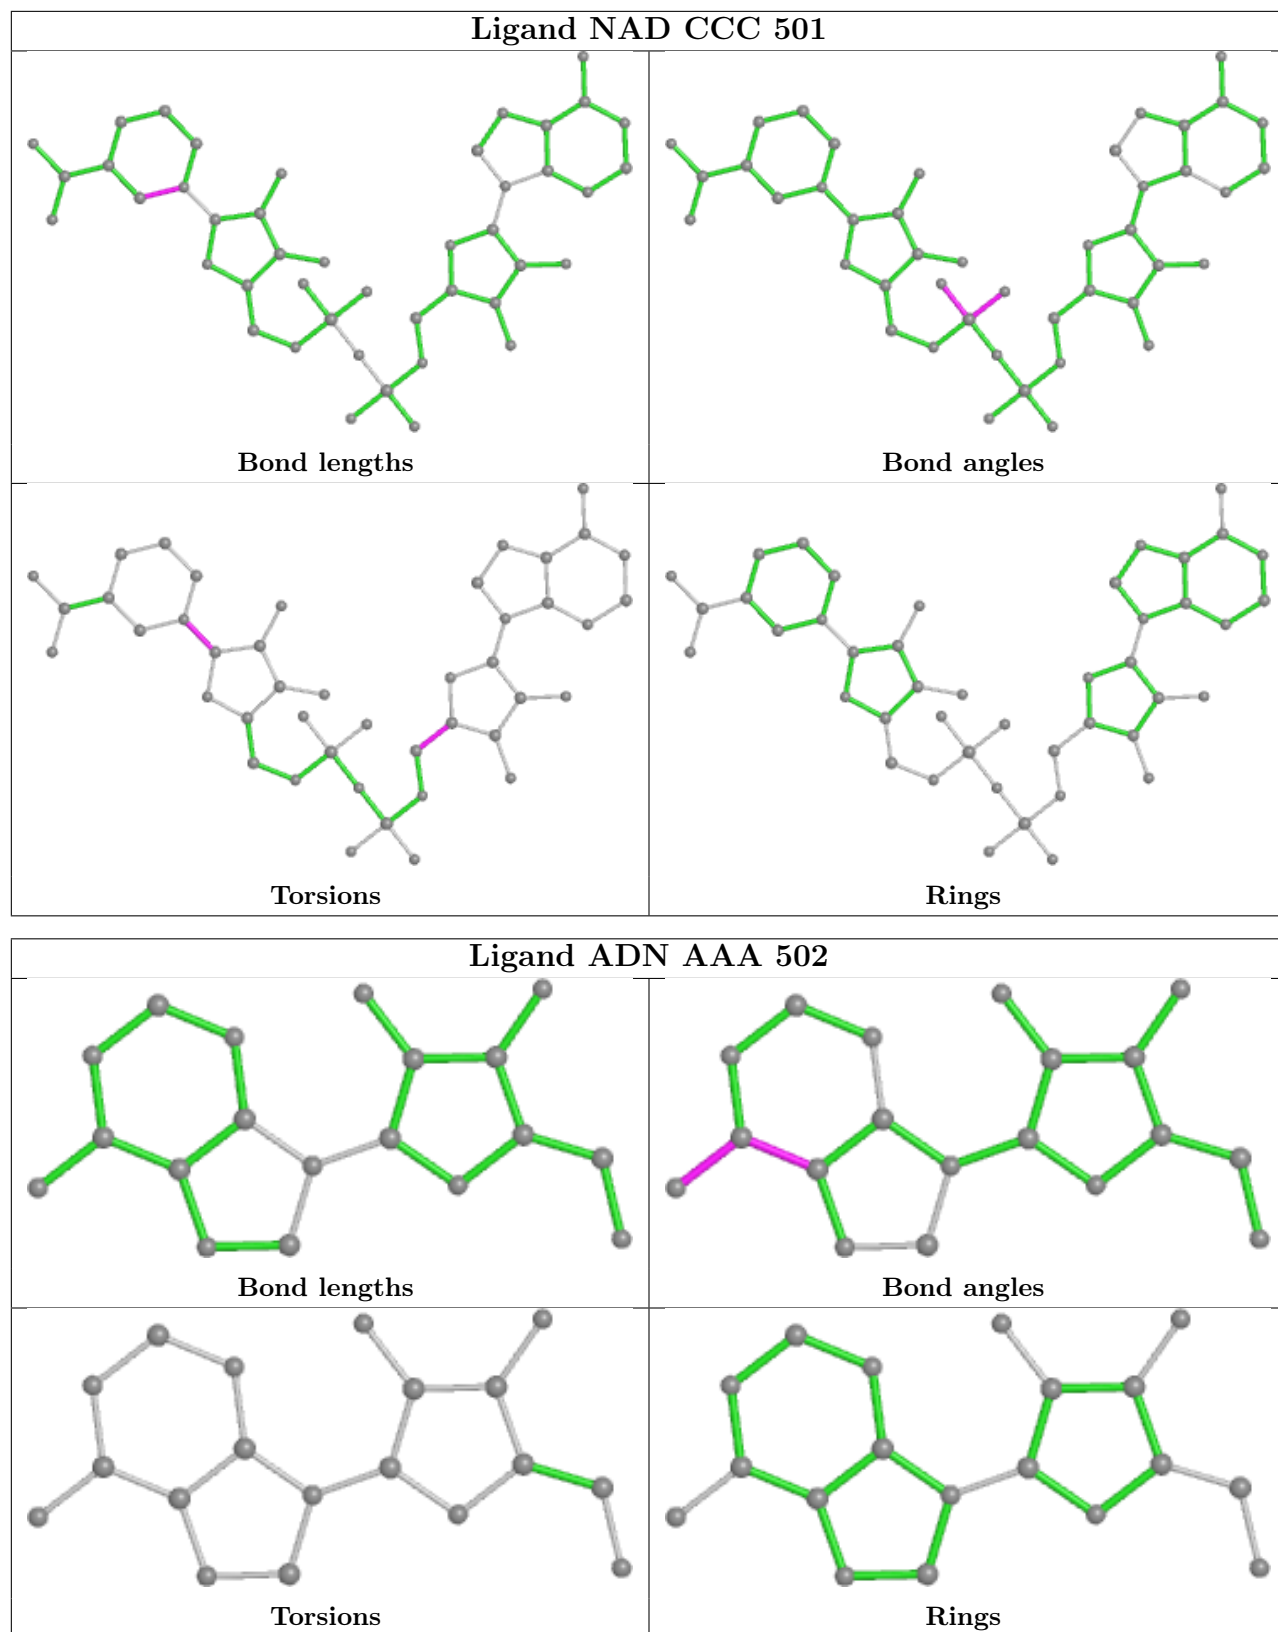 Ligand NAD CCC 501
Bond lengths
Bond angles
Torsions
Rings
Ligand ADN AAA 502
Bond lengths
Bond angles
Torsions
Rings